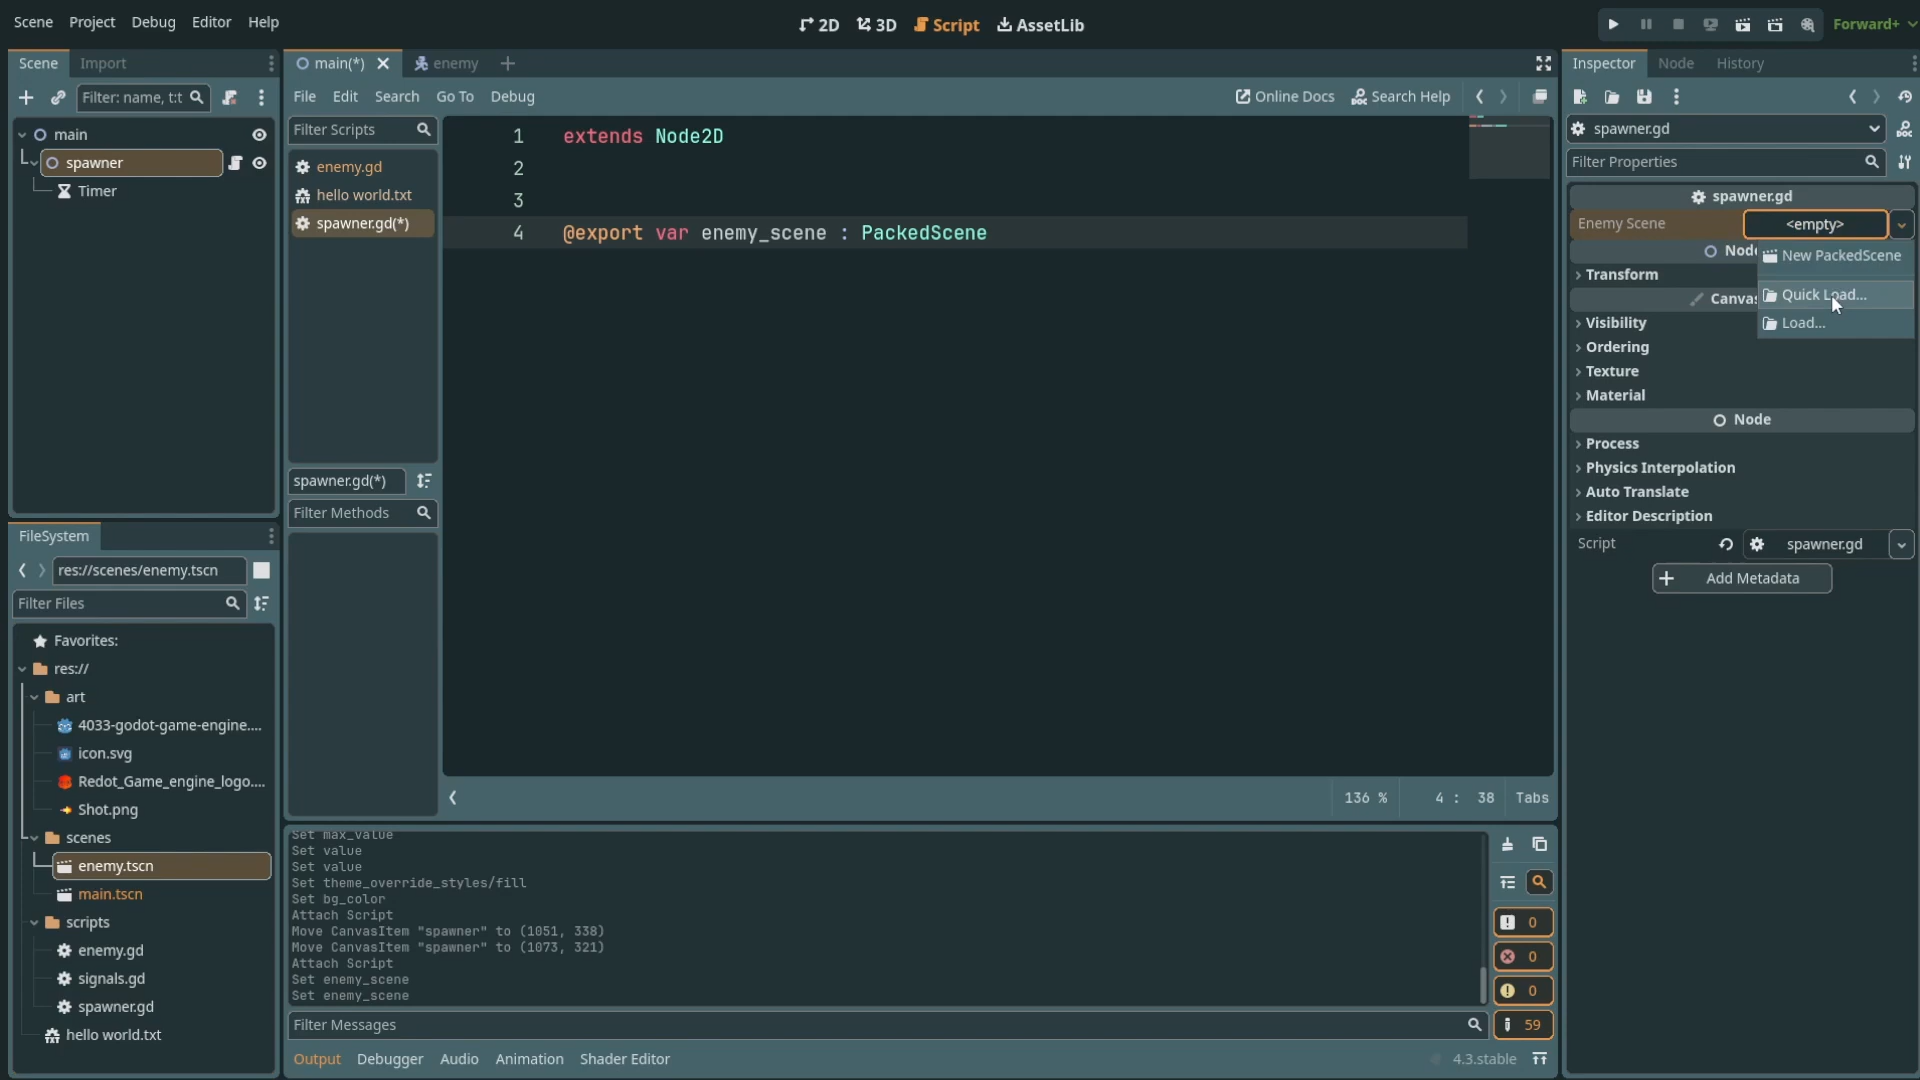 Scene Project Debug Editor Help
2D 3D Script AssetLib
Forward+
Scene Import
Filter: name, t:t
main
spawner
Timer
FileSystem
res://scenes/enemy.tscn
Filter Files
Favorites:
res://
art
4033-godot-game-engine....
icon.svg
Redot_Game_engine_logo....
Shot.png
scenes
enemy.tscn
main.tscn
scripts
enemy.gd
signals.gd
spawner.gd
hello world.txt
main(*) enemy
File Edit Search Go To Debug
Online Docs Search Help
Filter Scripts
enemy.gd
hello world.txt
spawner.gd(*)
spawner.gd(*)
Filter Methods
1 extends Node2D
2
3
4 @export var enemy_scene : PackedScene
136 % 4 : 38 Tabs
Set max_value
Set value
Set value
Set theme_override_styles/fill
Set bg_color
Attach Script
Move CanvasItem "spawner" to (1051, 338)
Move CanvasItem "spawner" to (1073, 321)
Attach Script
Set enemy_scene
Set enemy_scene
0
0
0
59
Filter Messages
Output Debugger Audio Animation Shader Editor
4.3.stable
Inspector Node History
spawner.gd
Filter Properties
spawner.gd
Enemy Scene <empty>
New PackedScene
Quick Load...
Load...
Node
Transform
Canvas
Visibility
Ordering
Texture
Material
Node
Process
Physics Interpolation
Auto Translate
Editor Description
Script spawner.gd
Add Metadata